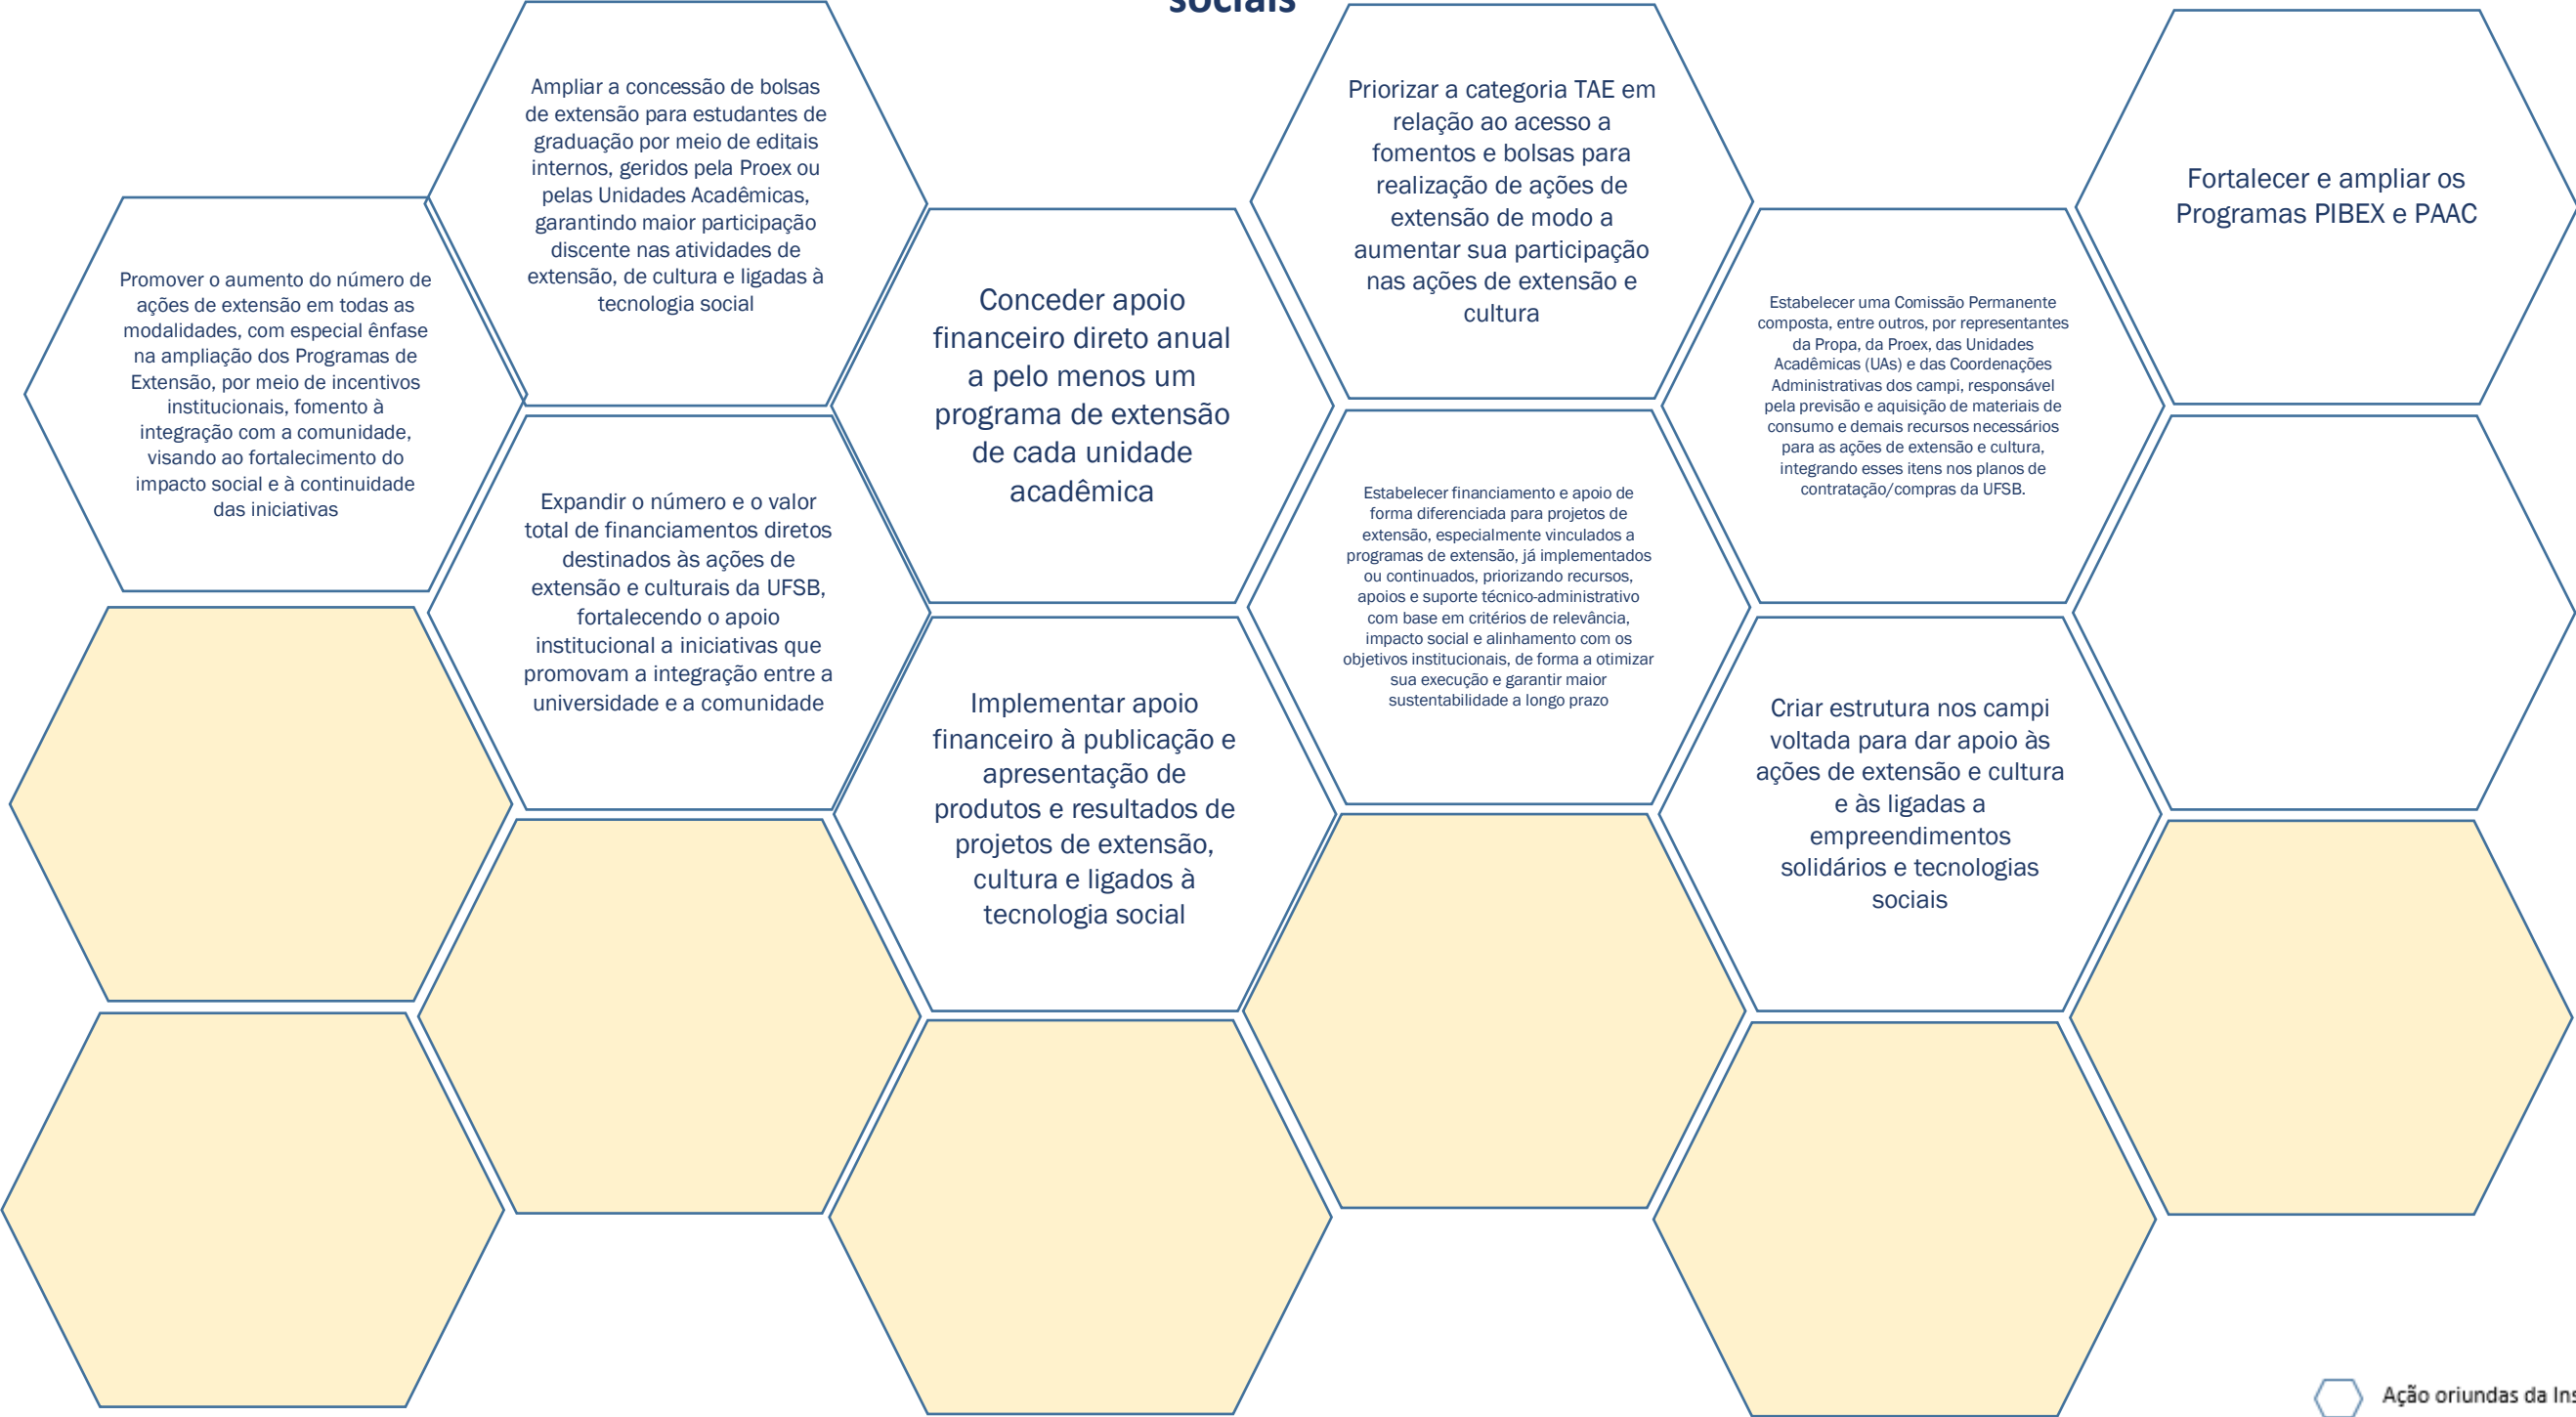 sociais
Promover o aumento do número de
ações de extensão em todas as
modalidades, com especial ênfase
na ampliação dos Programas de
Extensão, por meio de incentivos
institucionais, fomento à
integração com a comunidade,
visando ao fortalecimento do
impacto social e à continuidade
das iniciativas
Ampliar a concessão de bolsas
de extensão para estudantes de
graduação por meio de editais
internos, geridos pela Proex ou
pelas Unidades Acadêmicas,
garantindo maior participação
discente nas atividades de
extensão, de cultura e ligadas à
tecnologia social
Expandir o número e o valor
total de financiamentos diretos
destinados às ações de
extensão e culturais da UFSB,
fortalecendo o apoio
institucional a iniciativas que
promovam a integração entre a
universidade e a comunidade
Conceder apoio
financeiro direto anual
a pelo menos um
programa de extensão
de cada unidade
acadêmica
Implementar apoio
financeiro à publicação e
apresentação de
produtos e resultados de
projetos de extensão,
cultura e ligados à
tecnologia social
Priorizar a categoria TAE em
relação ao acesso a
fomentos e bolsas para
realização de ações de
extensão de modo a
aumentar sua participação
nas ações de extensão e
cultura
Estabelecer financiamento e apoio de
forma diferenciada para projetos de
extensão, especialmente vinculados a
programas de extensão, já implementados
ou continuados, priorizando recursos,
apoios e suporte técnico-administrativo
com base em critérios de relevância,
impacto social e alinhamento com os
objetivos institucionais, de forma a otimizar
sua execução e garantir maior
sustentabilidade a longo prazo
Estabelecer uma Comissão Permanente
composta, entre outros, por representantes
da Propa, da Proex, das Unidades
Acadêmicas (UAs) e das Coordenações
Administrativas dos campi, responsável
pela previsão e aquisição de materiais de
consumo e demais recursos necessários
para as ações de extensão e cultura,
integrando esses itens nos planos de
contratação/compras da UFSB.
Criar estrutura nos campi
voltada para dar apoio às
ações de extensão e cultura
e às ligadas a
empreendimentos
solidários e tecnologias
sociais
Fortalecer e ampliar os
Programas PIBEX e PAAC
Ação oriundas da Ins